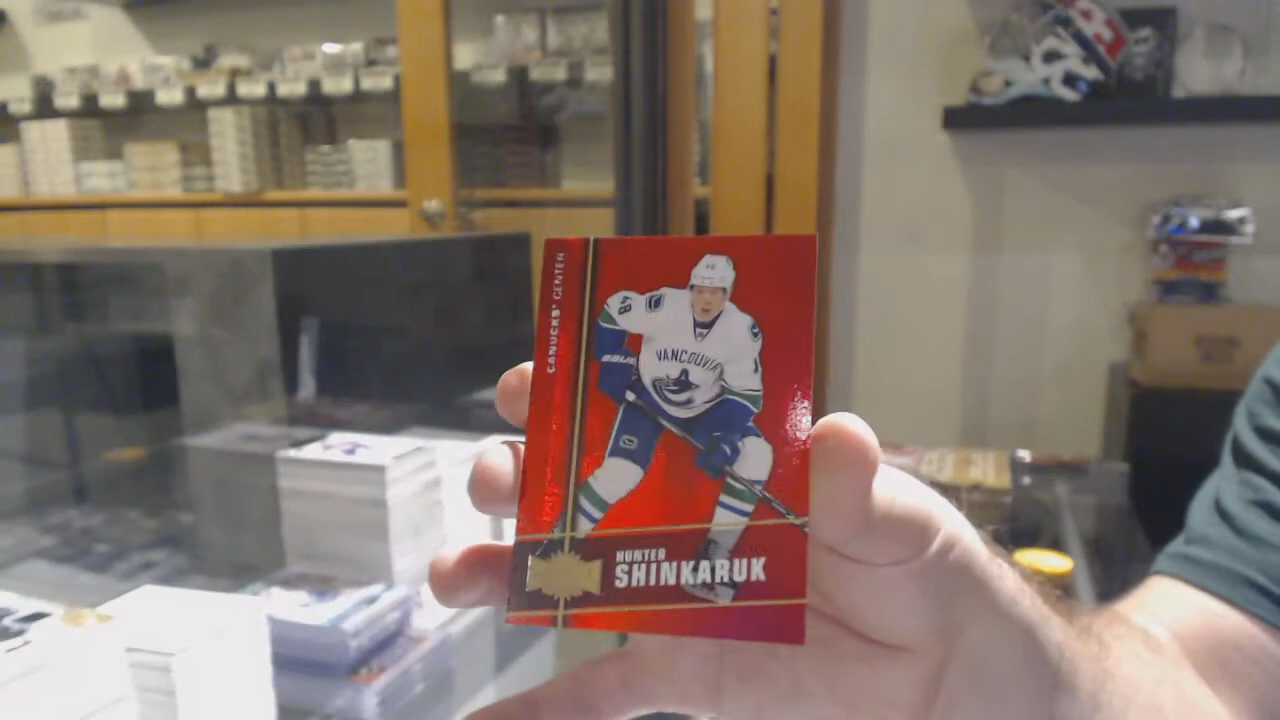 CANUCKS' CENTER
48
VANCOUVER
HUNTER
SHINKARUK